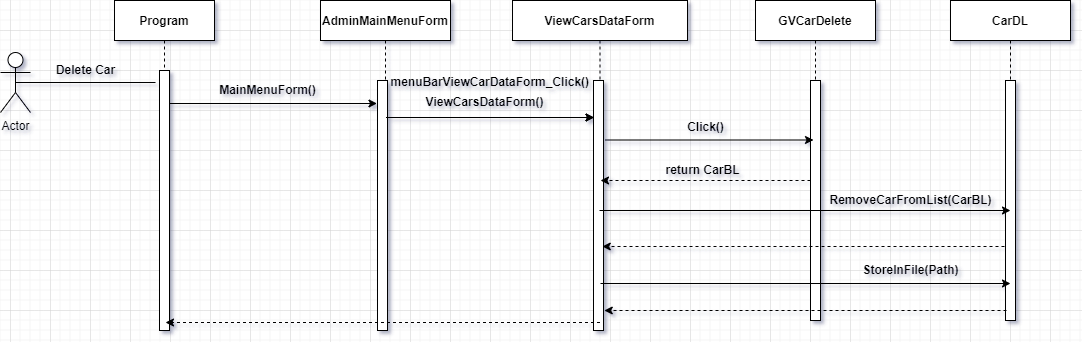 Program
AdminMainMenuForm
ViewCarsDataForm
GVCarDelete
CarDL
Delete Car
Actor
MainMenuForm()
menuBarViewCarDataForm_Click()
ViewCarsDataForm()
Click()
return CarBL
RemoveCarFromList(CarBL)
StoreInFile(Path)